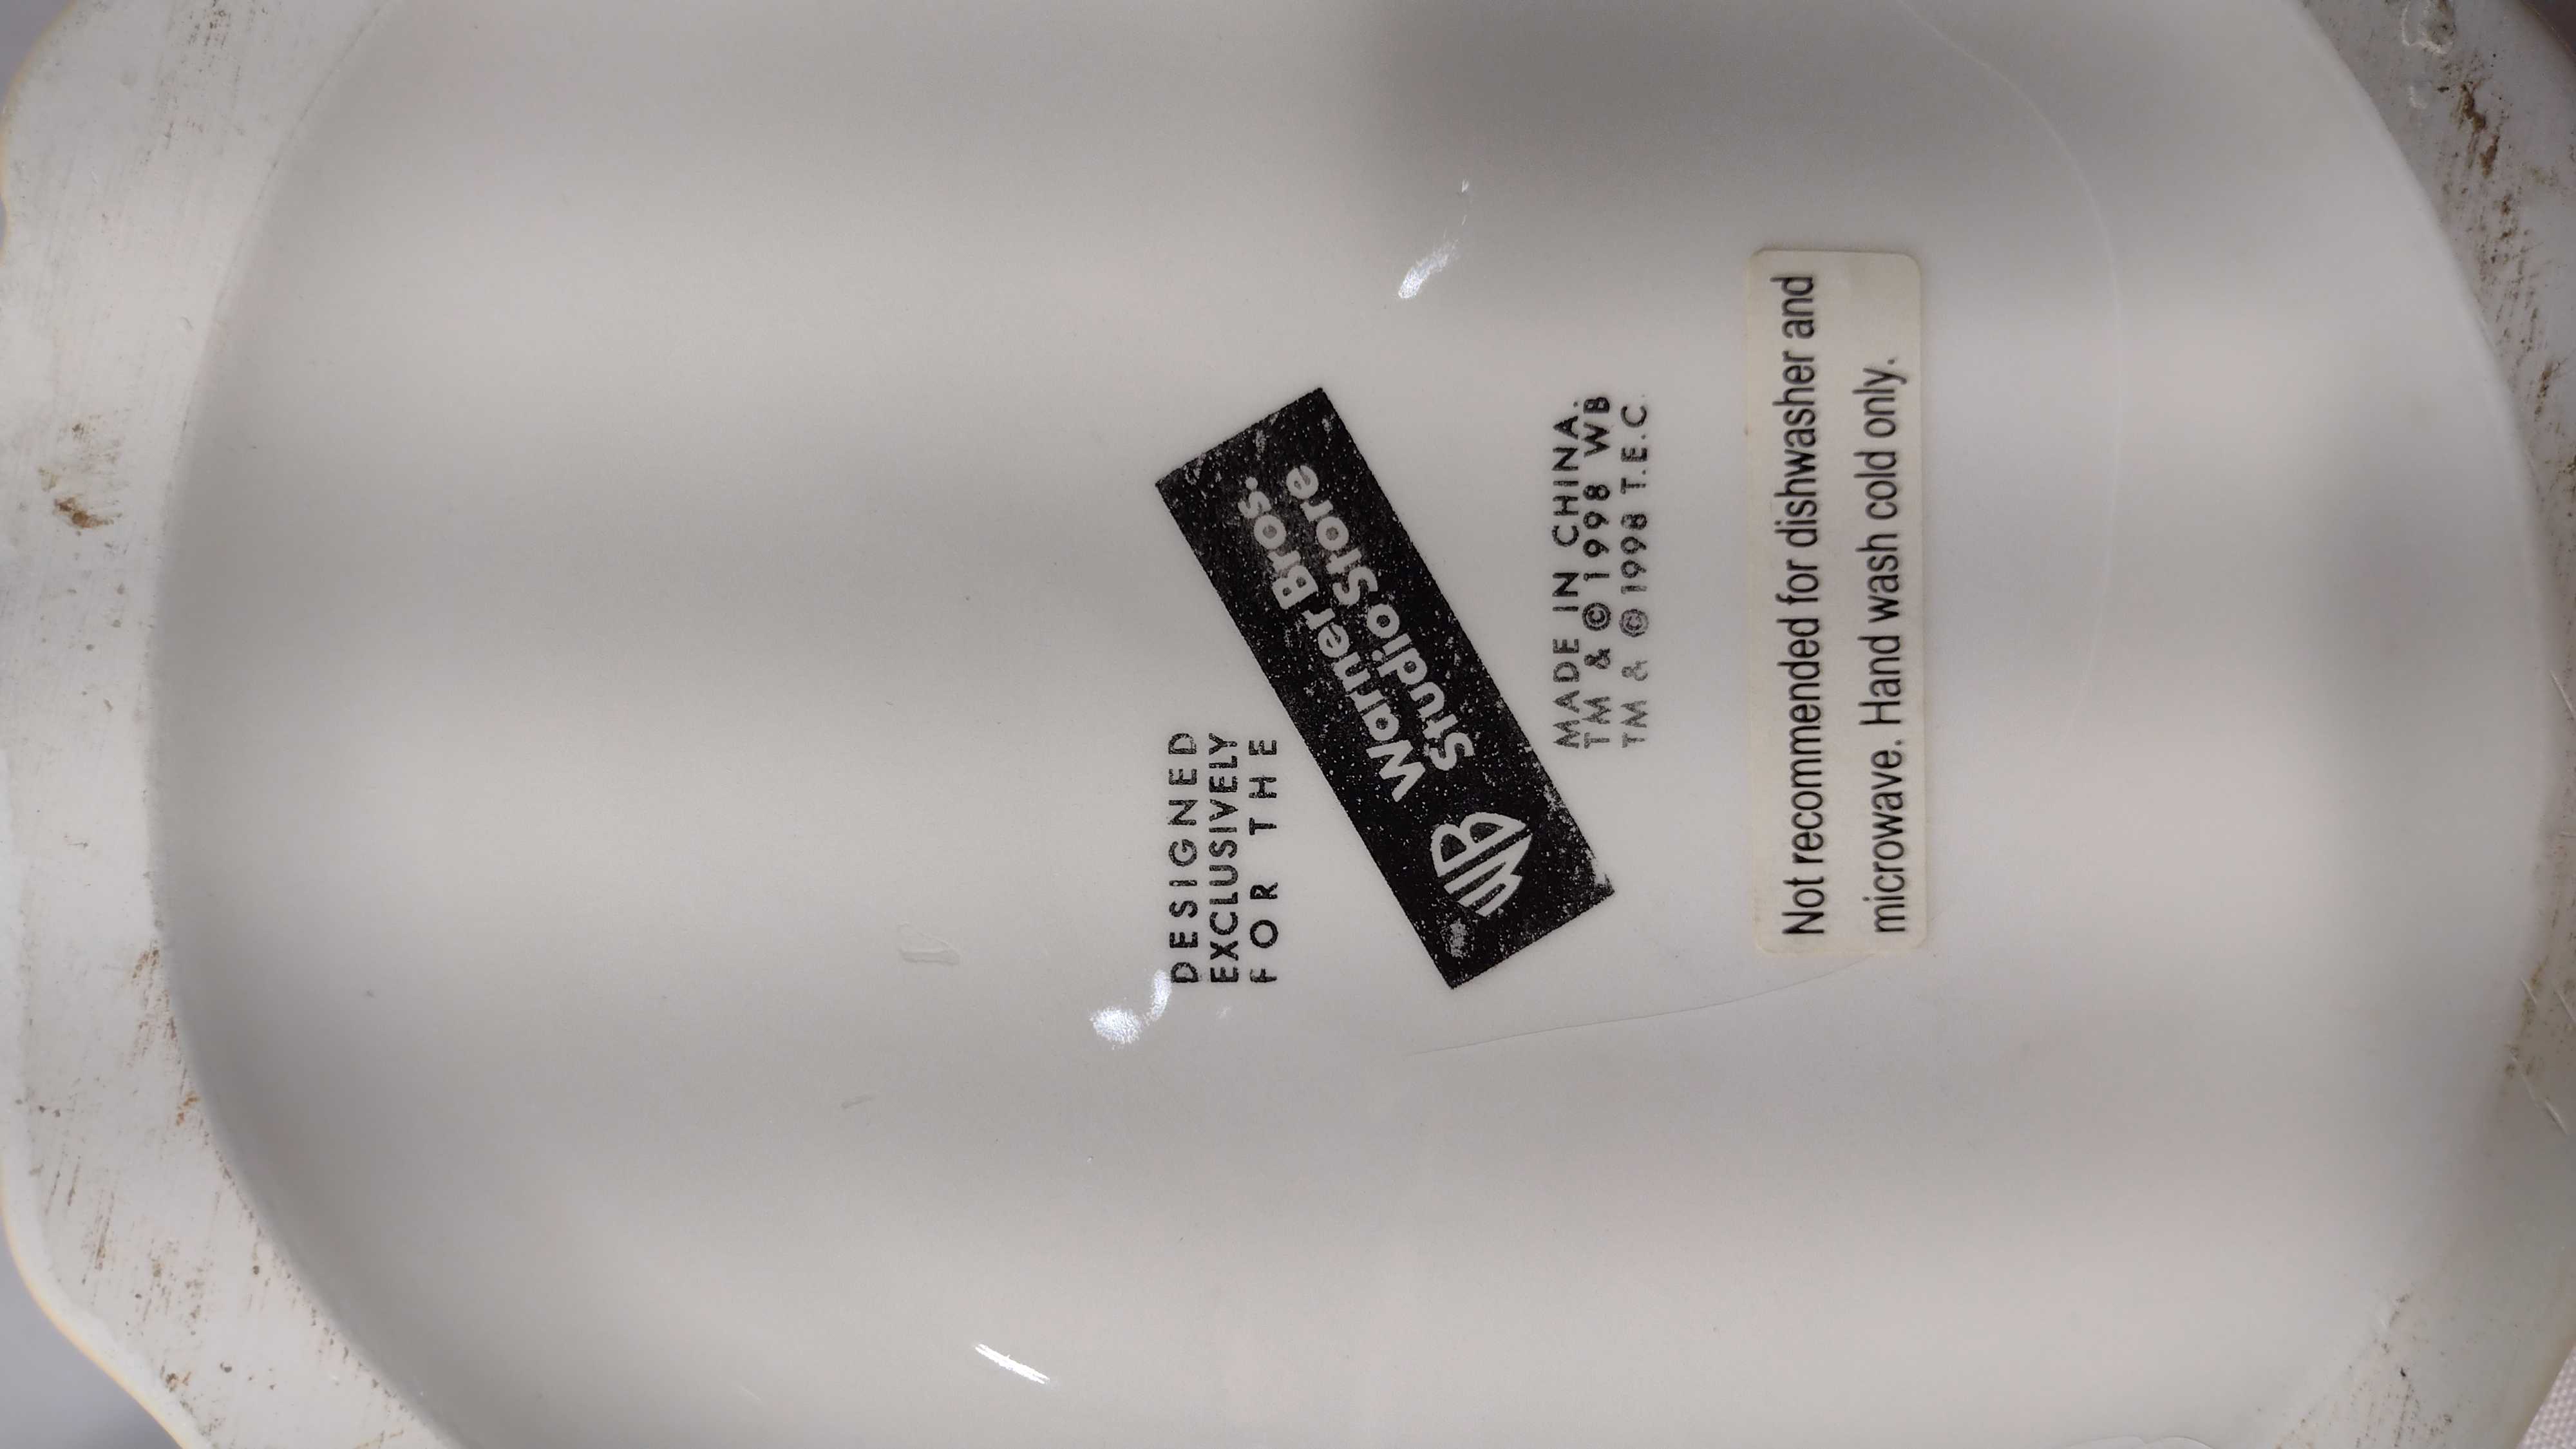 DESIGNED
EXCLUSIVELY
FOR THE
WB Warner Bros.
Studio Store
MADE IN CHINA.
TM & ©1998 WB
TM & ©1998 T.E.C.
Not recommended for dishwasher and
microwave. Hand wash cold only.